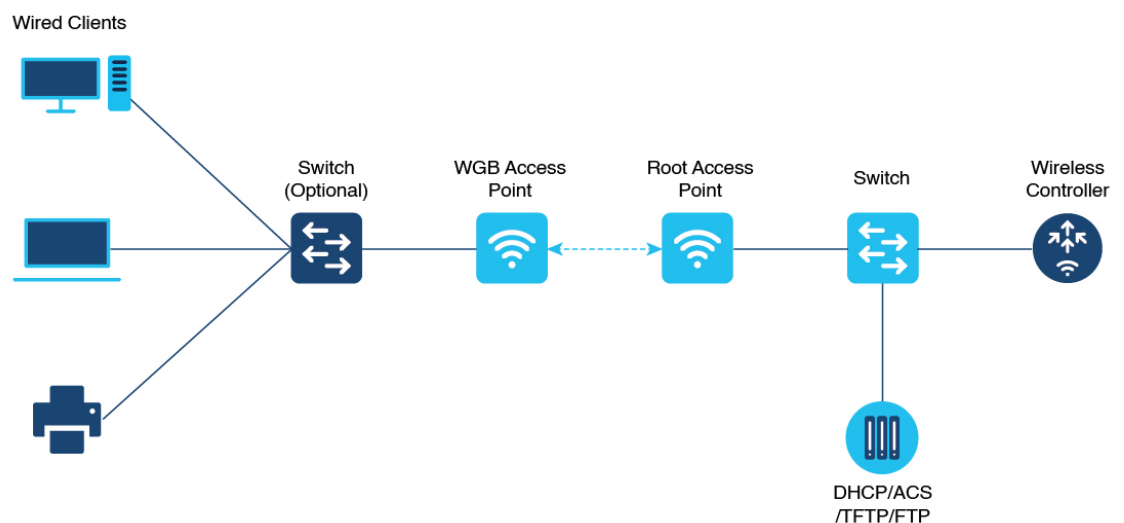 Wired Clients
Switch
(Optional)
WGB Access
Point
Root Access
Point
Switch
Wireless
Controller
DHCP/ACS
/TFTP/FTP